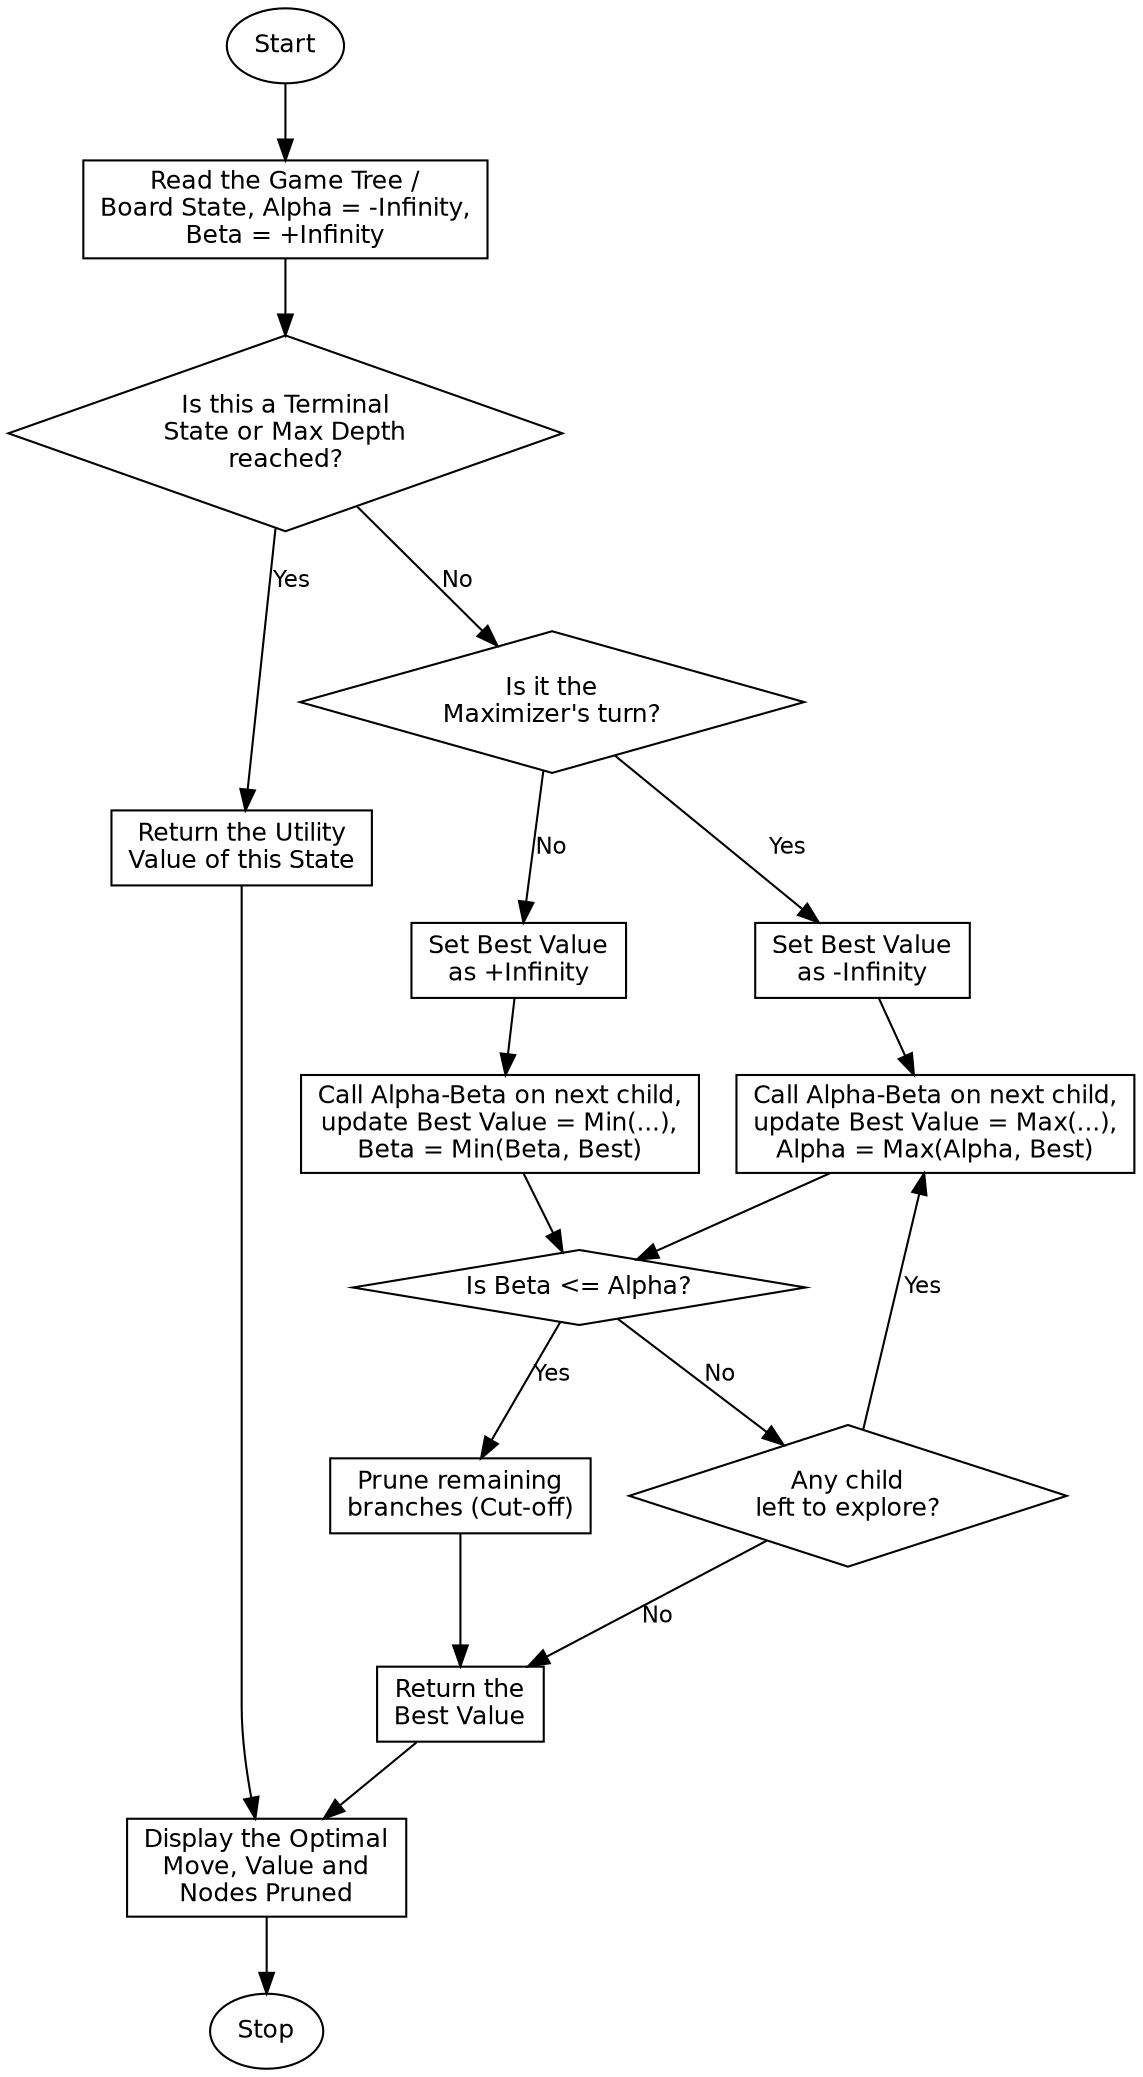 Start
Read the Game Tree /
Board State, Alpha = -Infinity,
Beta = +Infinity
Is this a Terminal
State or Max Depth
reached?
Yes
No
Is it the
Maximizer's turn?
Return the Utility
Value of this State
No
Yes
Set Best Value
as +Infinity
Set Best Value
as -Infinity
Call Alpha-Beta on next child,
update Best Value = Min(...),
Beta = Min(Beta, Best)
Call Alpha-Beta on next child,
update Best Value = Max(...),
Alpha = Max(Alpha, Best)
Is Beta <= Alpha?
Yes
Yes
No
Prune remaining
branches (Cut-off)
Any child
left to explore?
No
Return the
Best Value
Display the Optimal
Move, Value and
Nodes Pruned
Stop